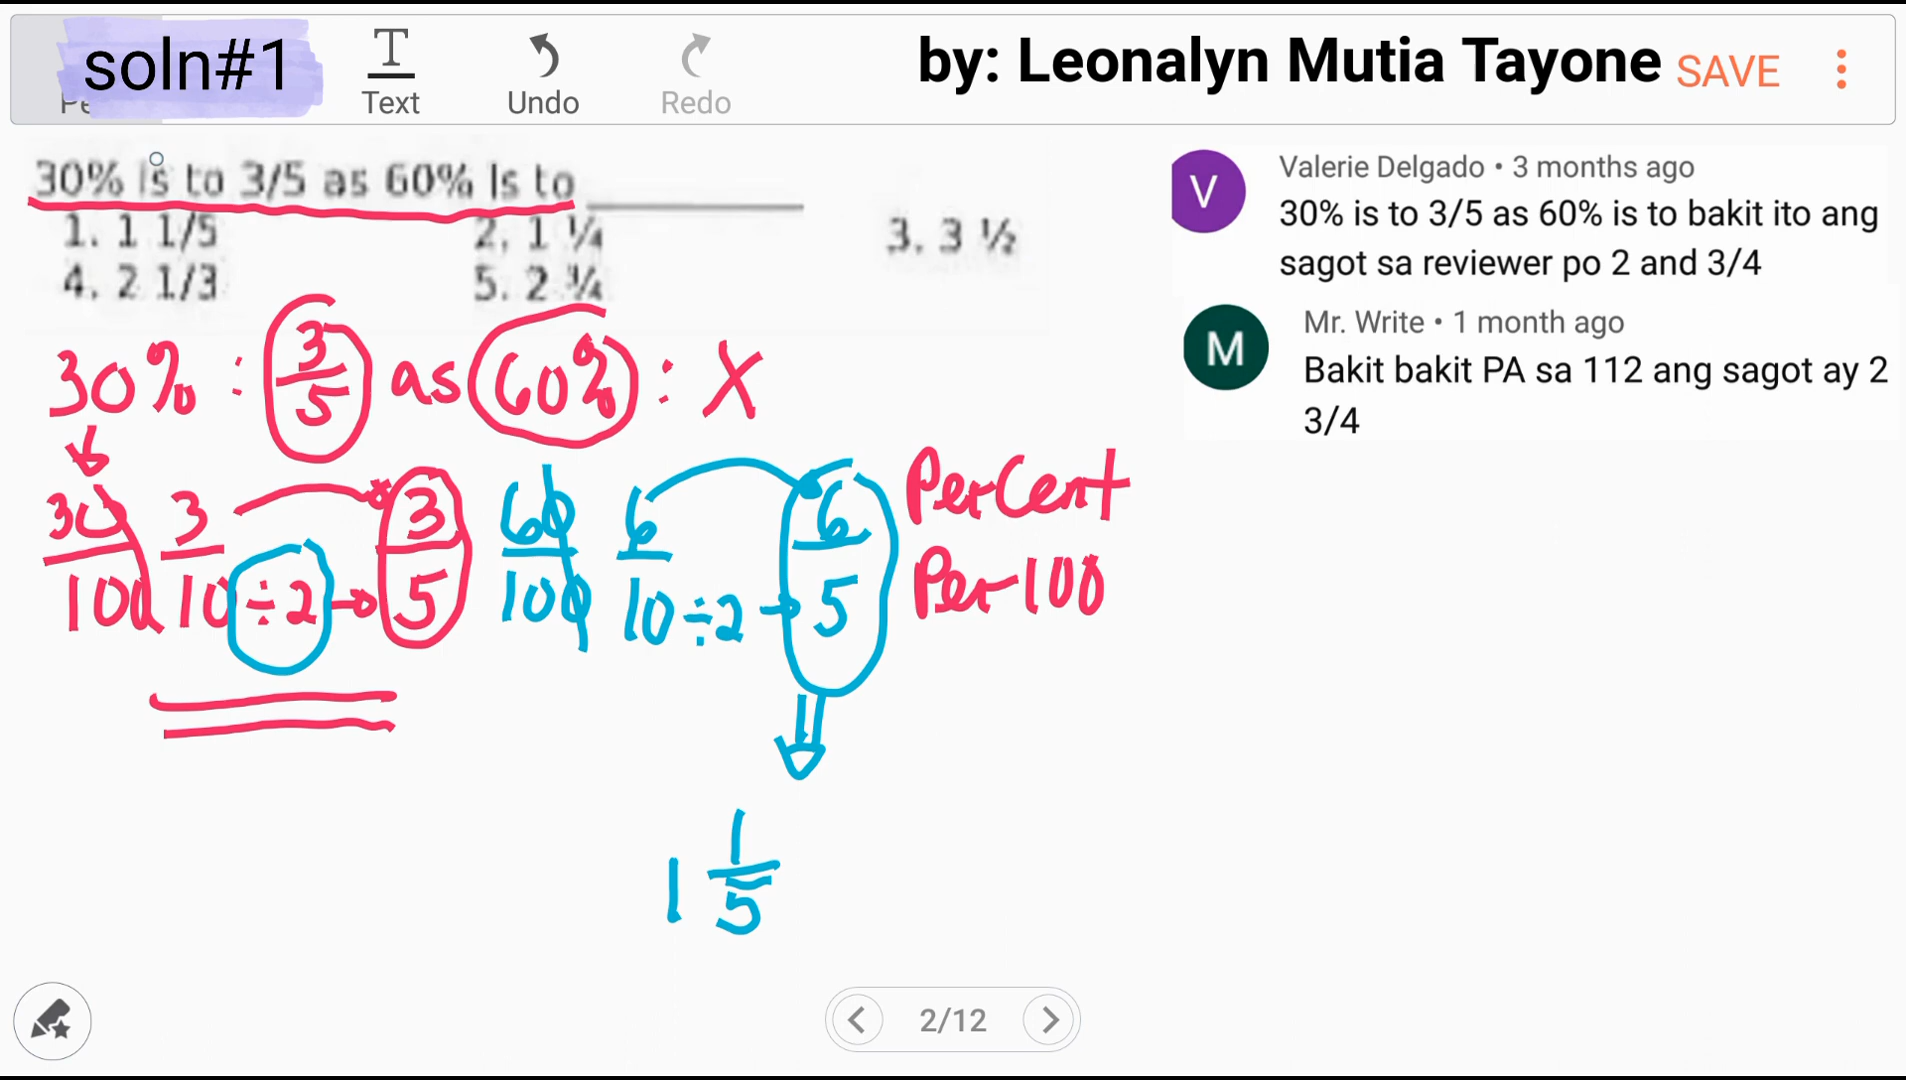 soln#1
Text
Undo
Redo
by: Leonalyn Mutia Tayone
SAVE
30% is to 3/5 as 60% Is to __________
1. 1 1/5 2, 1 ¼ 3. 3 ½
4. 2 1/3 5. 2 ¾
Valerie Delgado • 3 months ago
30% is to 3/5 as 60% is to bakit ito ang
sagot sa reviewer po 2 and 3/4
Mr. Write • 1 month ago
Bakit bakit PA sa 112 ang sagot ay 2
3/4
V
M
30% : 3/5 as 60% : X
30/100 3/10 ÷2 → 3/5 60/100 6/10 ÷2 → 6/5
PerCent
Per 100
1 1/5
2/12